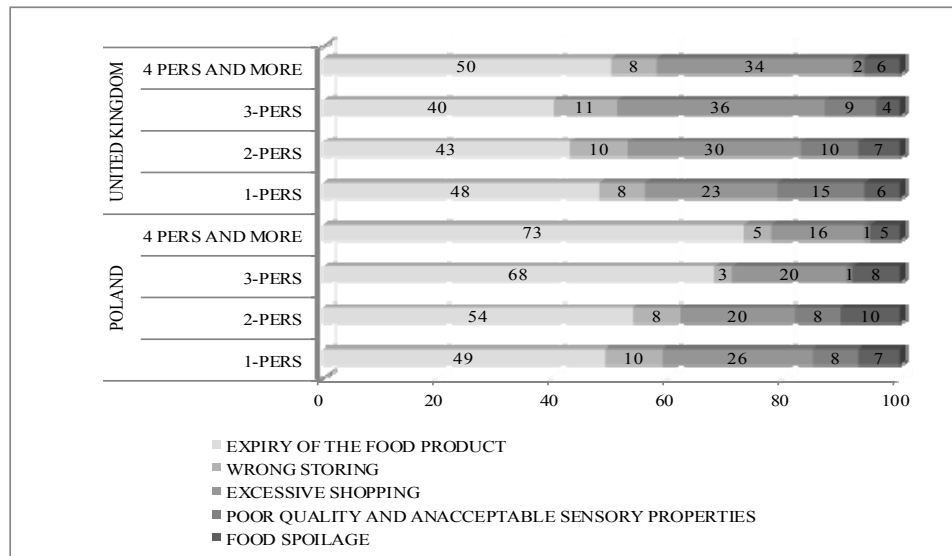 UNITED KINGDOM
4 PERS AND MORE 50 8 34 2 6
3-PERS 40 11 36 9 4
2-PERS 43 10 30 10 7
1-PERS 48 8 23 15 6
POLAND
4 PERS AND MORE 73 5 16 1 5
3-PERS 68 3 20 1 8
2-PERS 54 8 20 8 10
1-PERS 49 10 26 8 7
0 20 40 60 80 100
EXPIRY OF THE FOOD PRODUCT
WRONG STORING
EXCESSIVE SHOPPING
POOR QUALITY AND ANACCEPTABLE SENSORY PROPERTIES
FOOD SPOILAGE